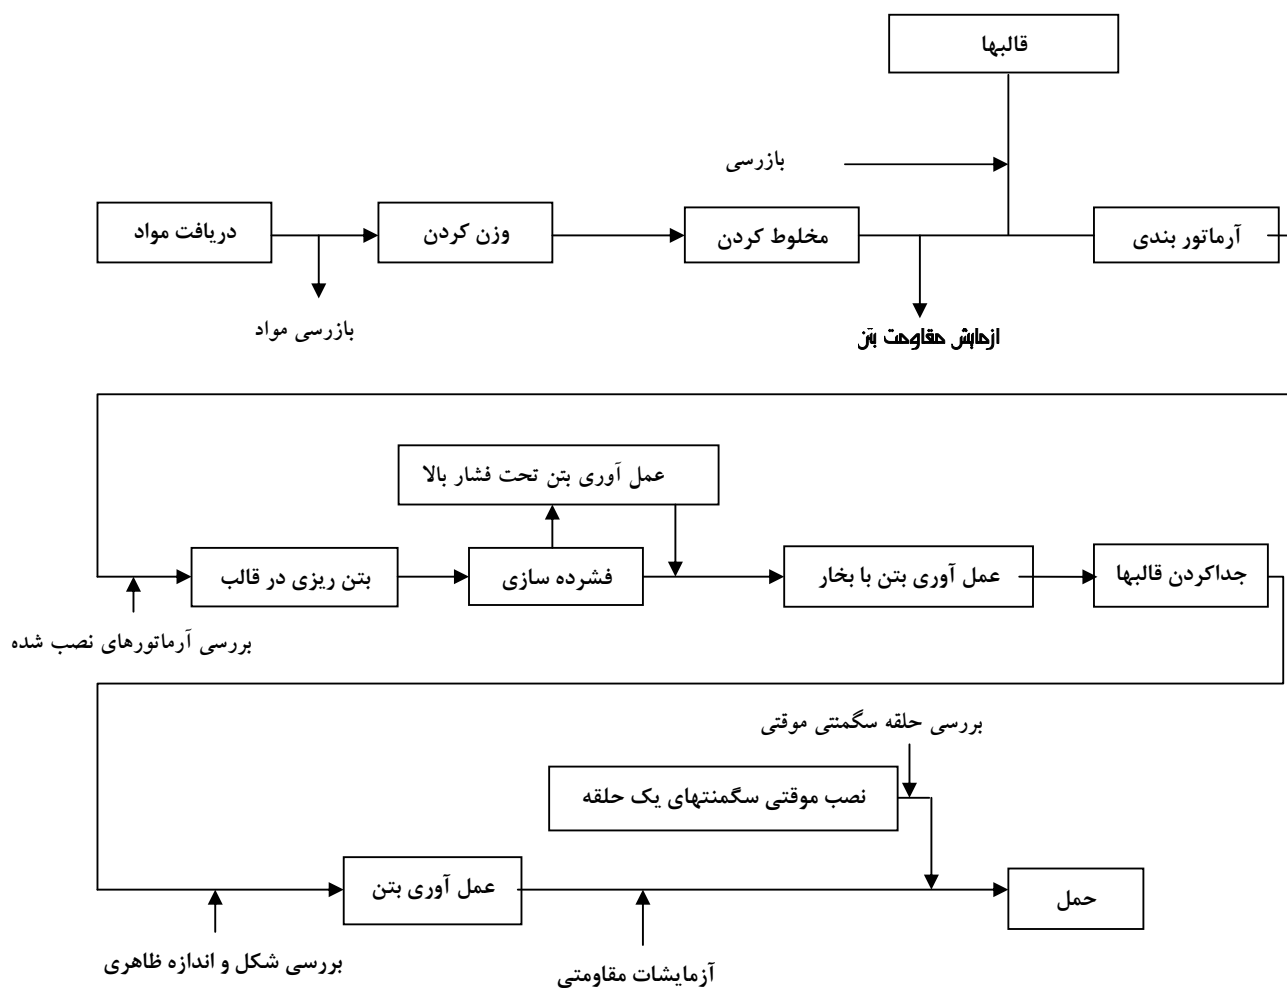 قالبها
بازرسی
دریافت مواد
وزن کردن
مخلوط کردن
آرماتور بندی
بازرسی مواد
ازمایش مقاومت بتن
عمل آوری بتن تحت فشار بالا
بتن ریزی در قالب
فشرده سازی
عمل آوری بتن با بخار
جداکردن قالبها
بررسی آرماتورهای نصب شده
بررسی حلقه سگمنتی موقتی
نصب موقتی سگمنتهای یک حلقه
عمل آوری بتن
حمل
بررسی شکل و اندازه ظاهری
آزمایشات مقاومتی